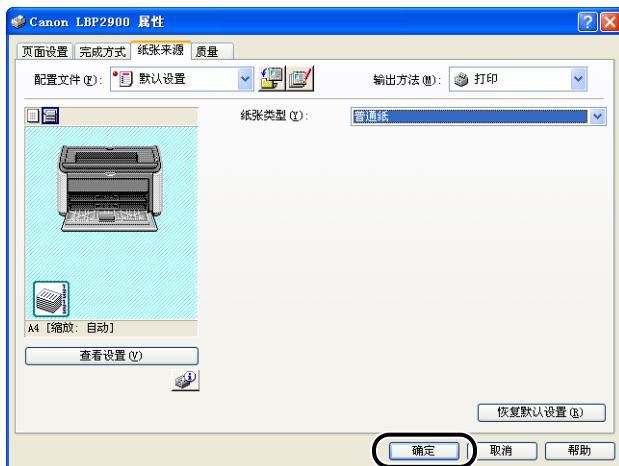 Canon LBP2900 属性
页面设置 完成方式 纸张来源 质量
配置文件(F): 默认设置 输出方法(M): 打印
纸张类型(Y): 普通纸
A4 [缩放: 自动]
查看设置(V)
恢复默认设置(R)
确定 取消 帮助